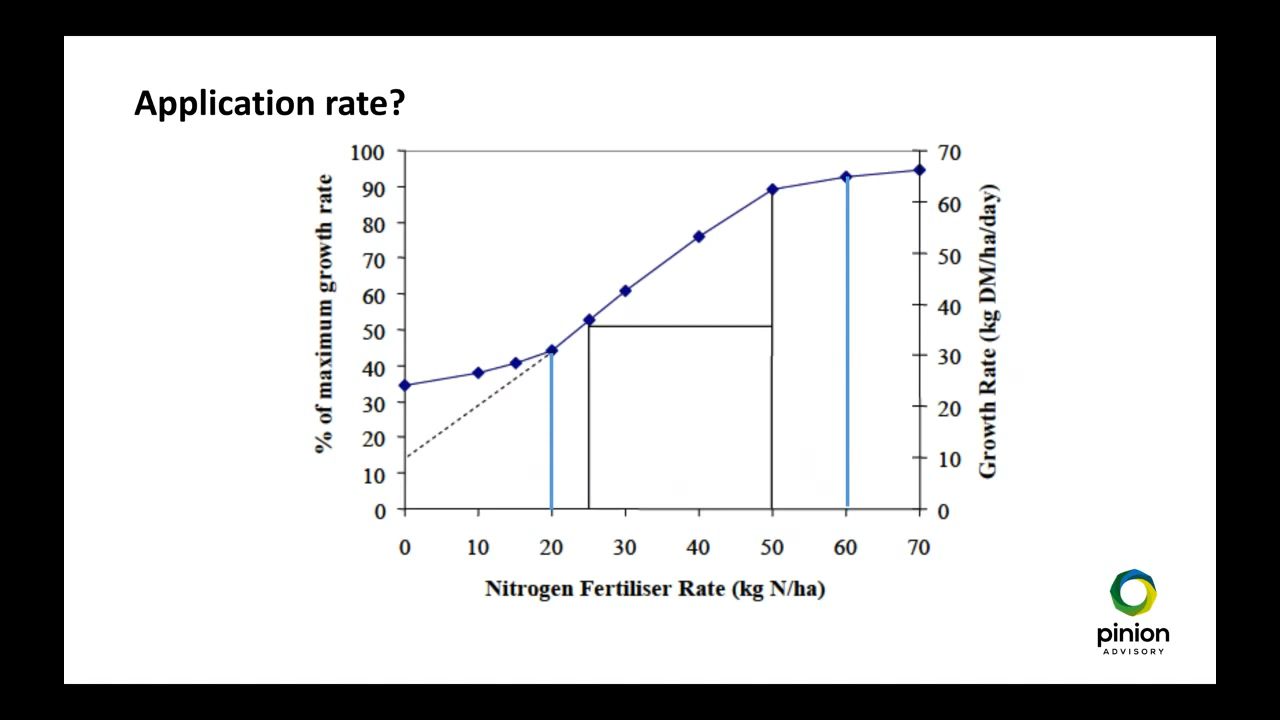 Application rate?
100
90
80
70
60
50
40
30
20
10
0
% of maximum growth rate
70
60
50
40
30
20
10
0
Growth Rate (kg DM/ha/day)
0 10 20 30 40 50 60 70
Nitrogen Fertiliser Rate (kg N/ha)
pinion
ADVISORY